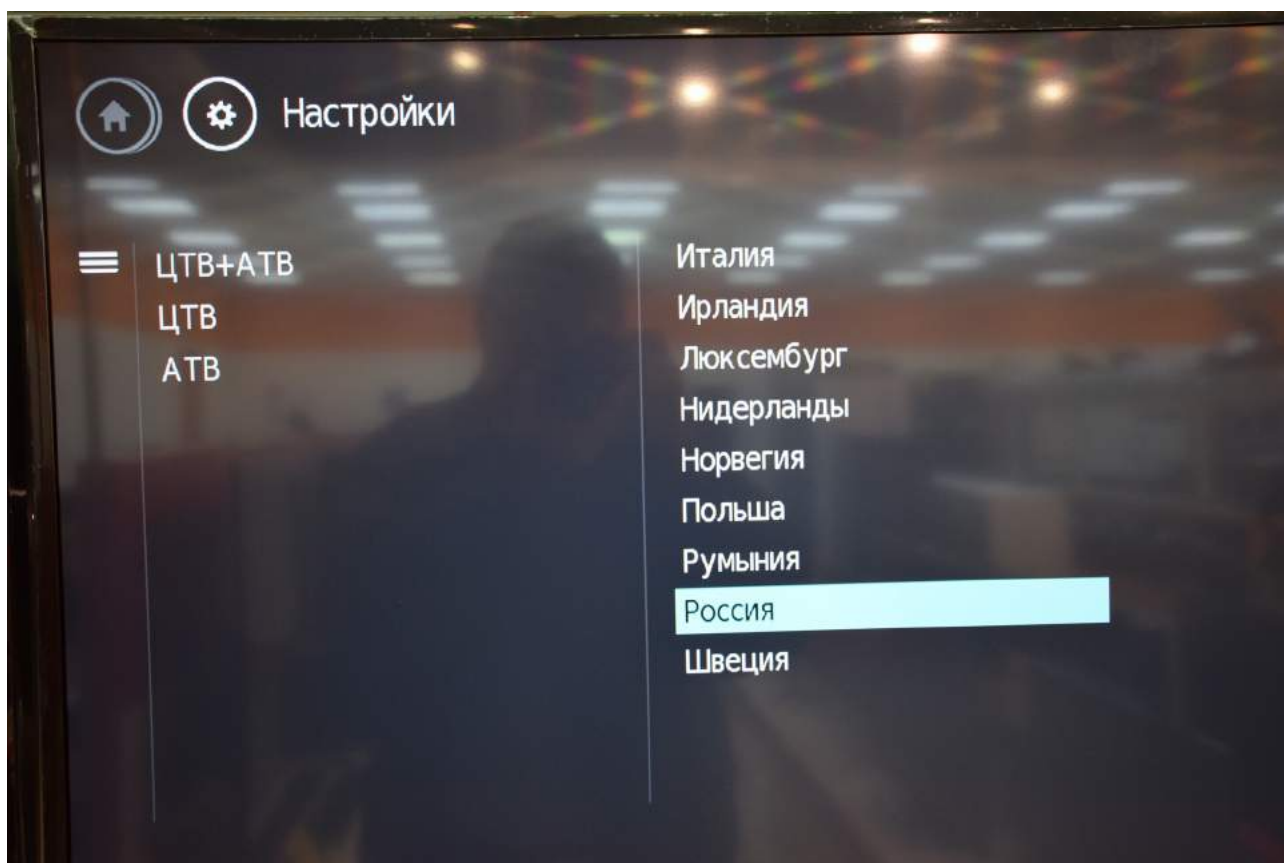 Настройки
ЦТВ+АТВ
ЦТВ
АТВ
Италия
Ирландия
Люксембург
Нидерланды
Норвегия
Польша
Румыния
Россия
Швеция